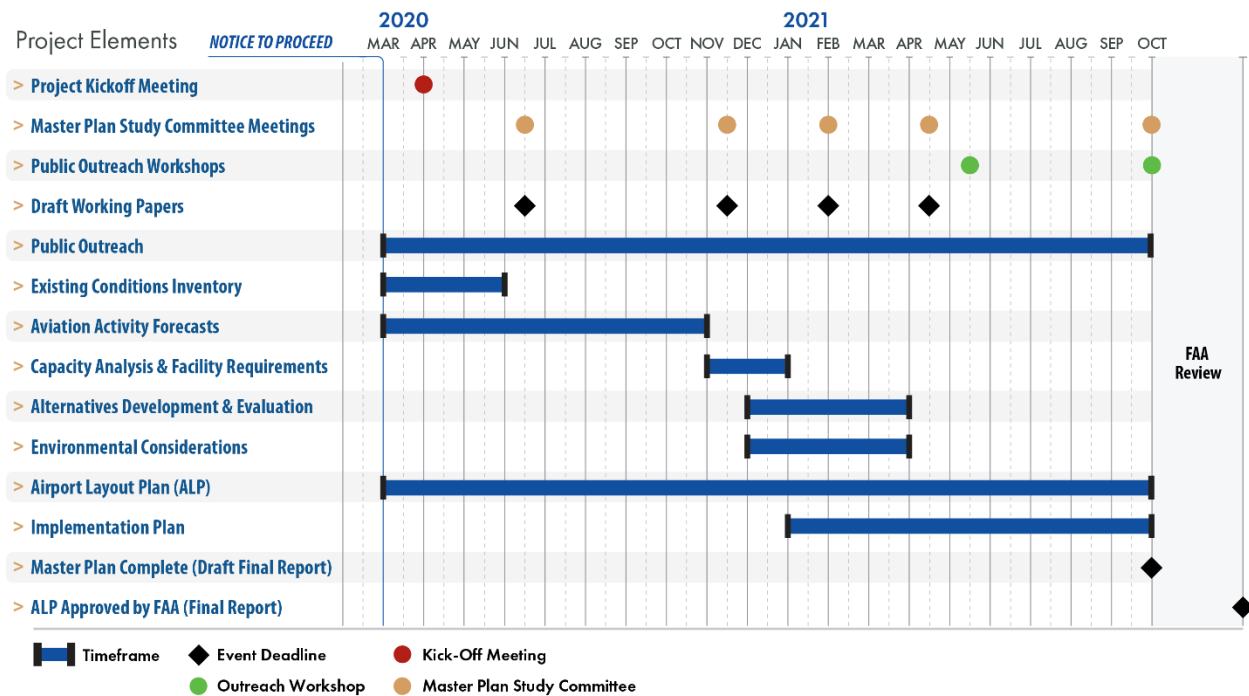 2020 2021
Project Elements NOTICE TO PROCEED MAR APR MAY JUN JUL AUG SEP OCT NOV DEC JAN FEB MAR APR MAY JUN JUL AUG SEP OCT
> Project Kickoff Meeting
> Master Plan Study Committee Meetings
> Public Outreach Workshops
> Draft Working Papers
> Public Outreach
> Existing Conditions Inventory
> Aviation Activity Forecasts
> Capacity Analysis & Facility Requirements
FAA
Review
> Alternatives Development & Evaluation
> Environmental Considerations
> Airport Layout Plan (ALP)
> Implementation Plan
> Master Plan Complete (Draft Final Report)
> ALP Approved by FAA (Final Report)
Timeframe Event Deadline Kick-Off Meeting
Outreach Workshop Master Plan Study Committee